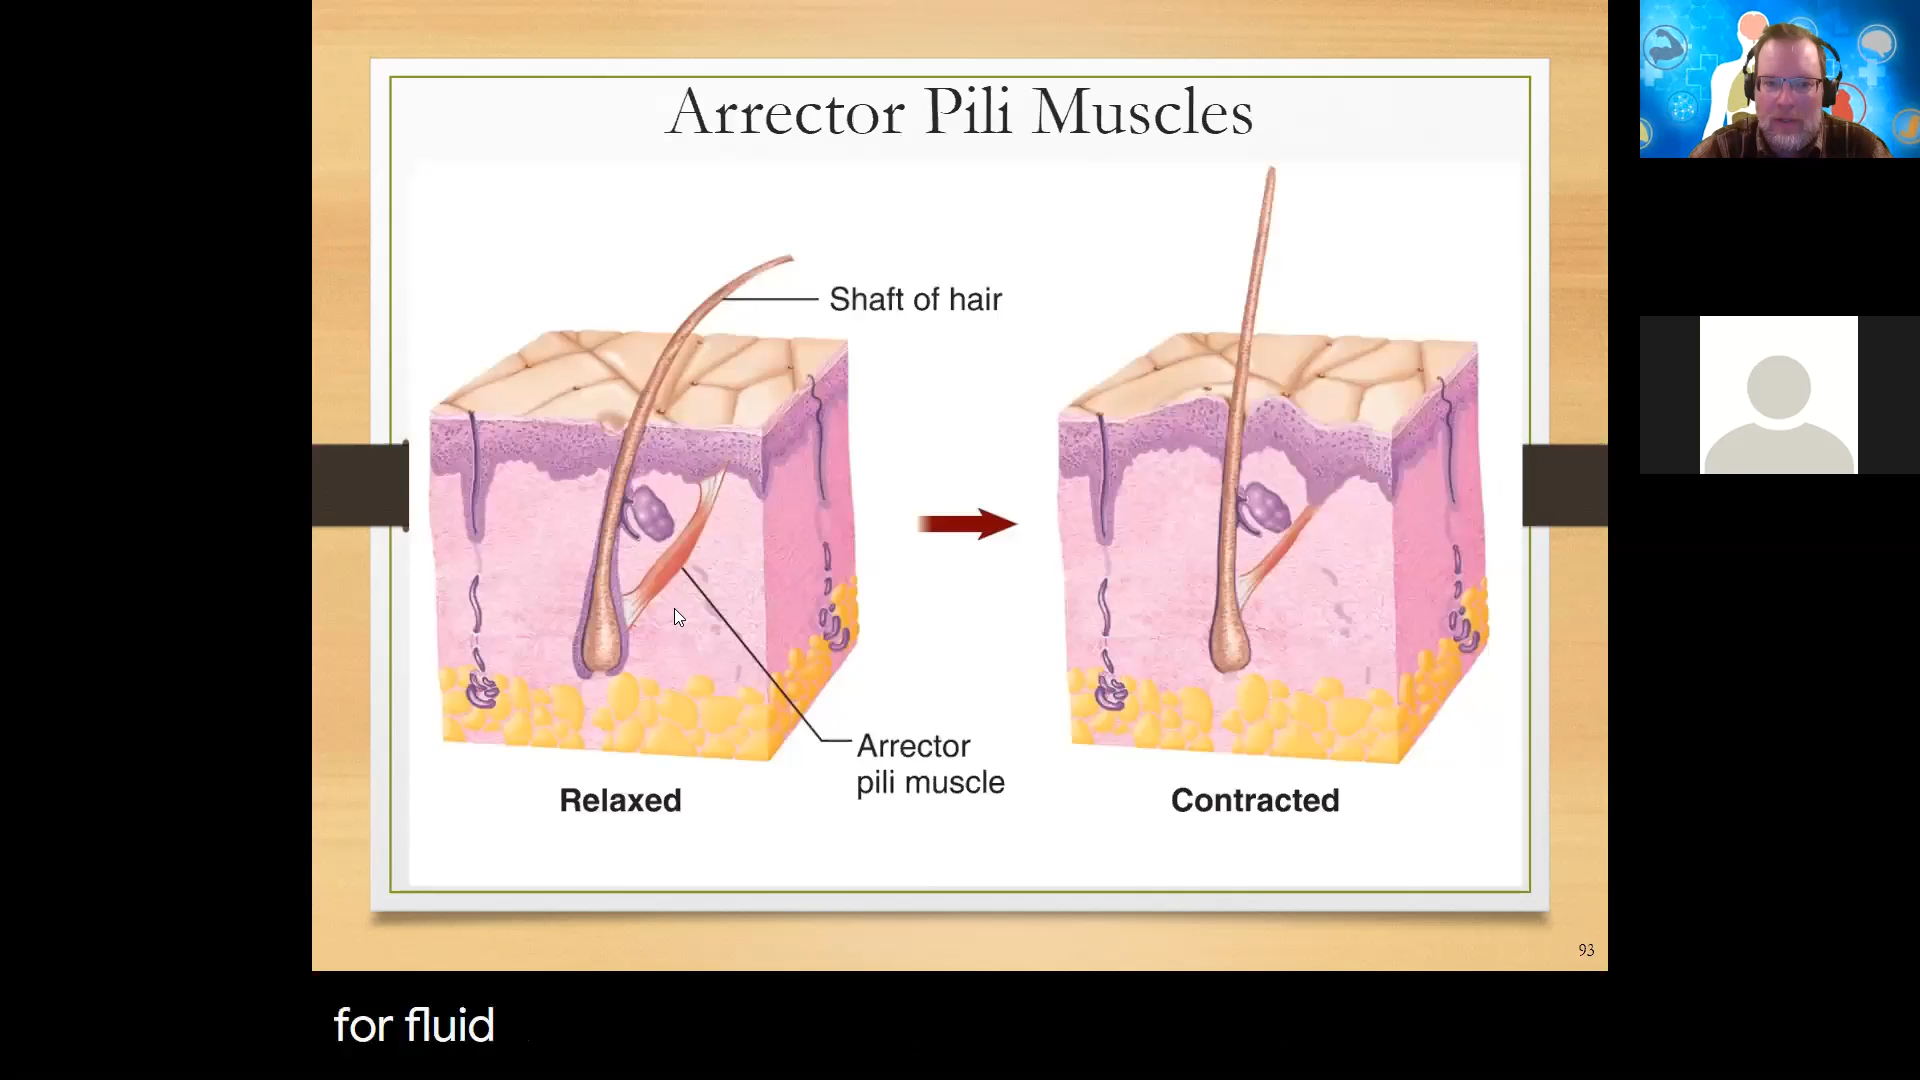 Arrector Pili Muscles
Shaft of hair
Arrector
pili muscle
Relaxed
Contracted
93
for fluid